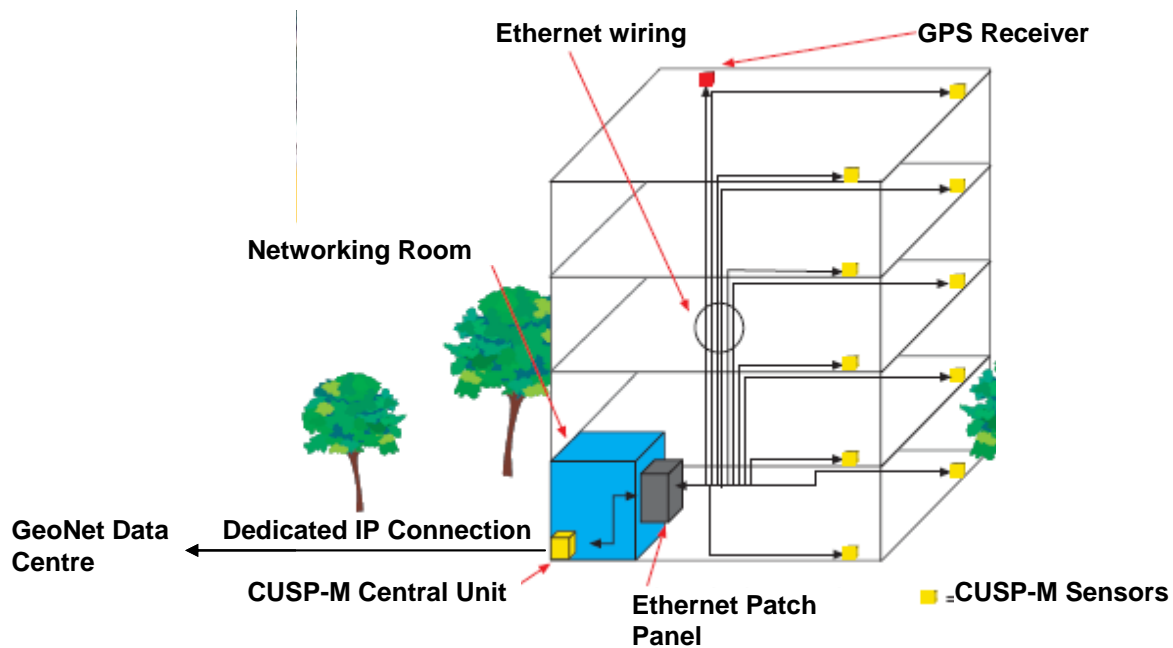 Ethernet wiring
GPS Receiver
Networking Room
GeoNet Data
Centre
Dedicated IP Connection
CUSP-M Central Unit
Ethernet Patch
Panel
=CUSP-M Sensors